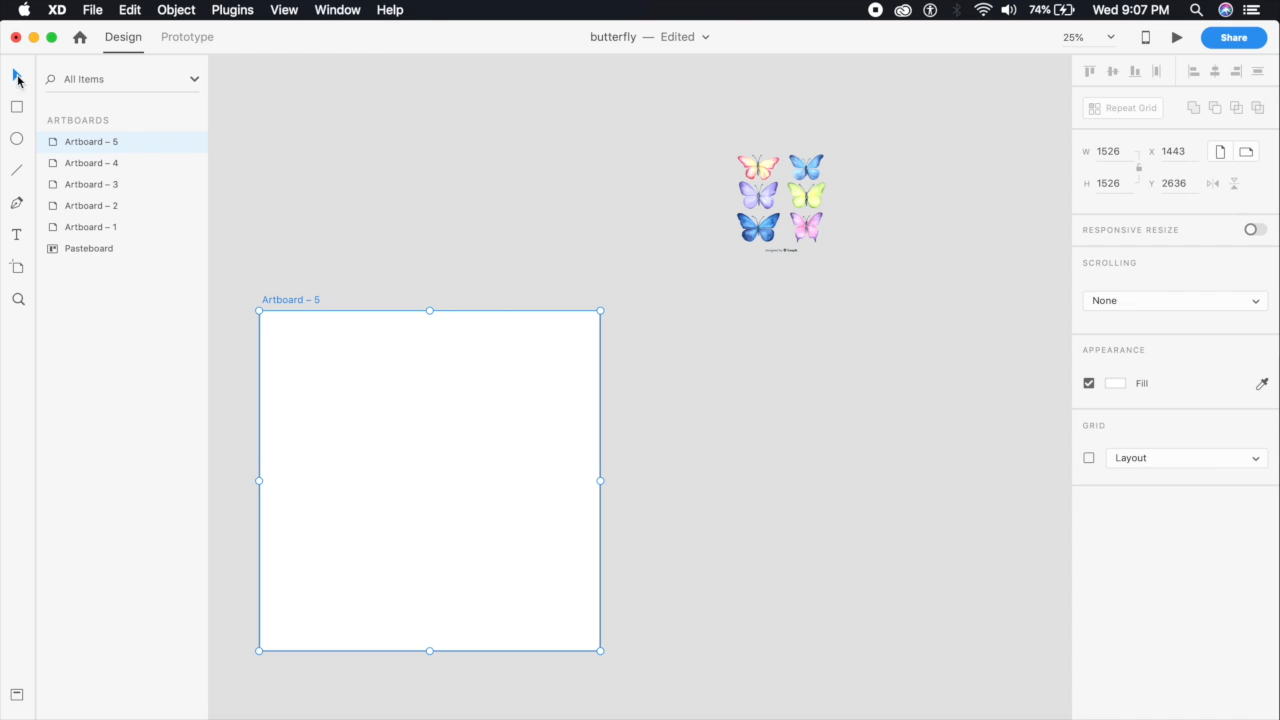 XD File Edit Object Plugins View Window Help 74% Wed 9:07 PM
Design Prototype butterfly — Edited 25% Share
All Items
ARTBOARDS
Artboard – 5
Artboard – 4
Artboard – 3
Artboard – 2
Artboard – 1
Pasteboard
Artboard – 5
Repeat Grid
W 1526 X 1443
H 1526 Y 2636
RESPONSIVE RESIZE
SCROLLING
None
APPEARANCE
Fill
GRID
Layout